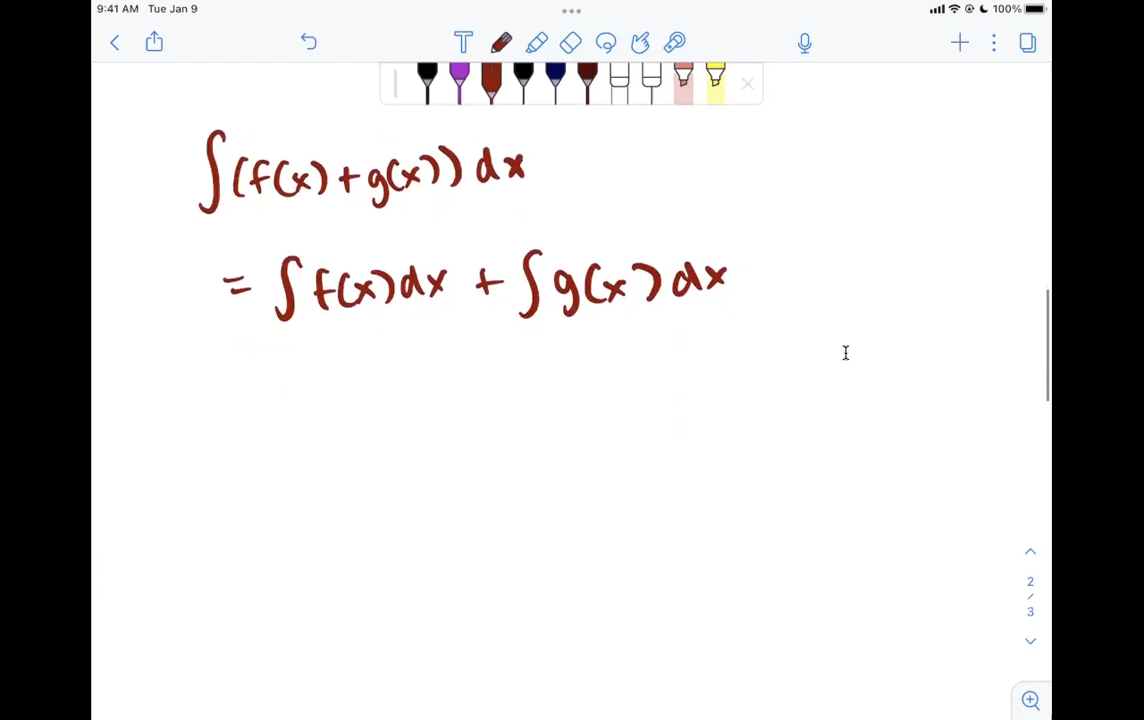 9:41 AM Tue Jan 9
100%
T
∫(f(x)+g(x))dx
= ∫f(x)dx + ∫g(x)dx
2
/
3